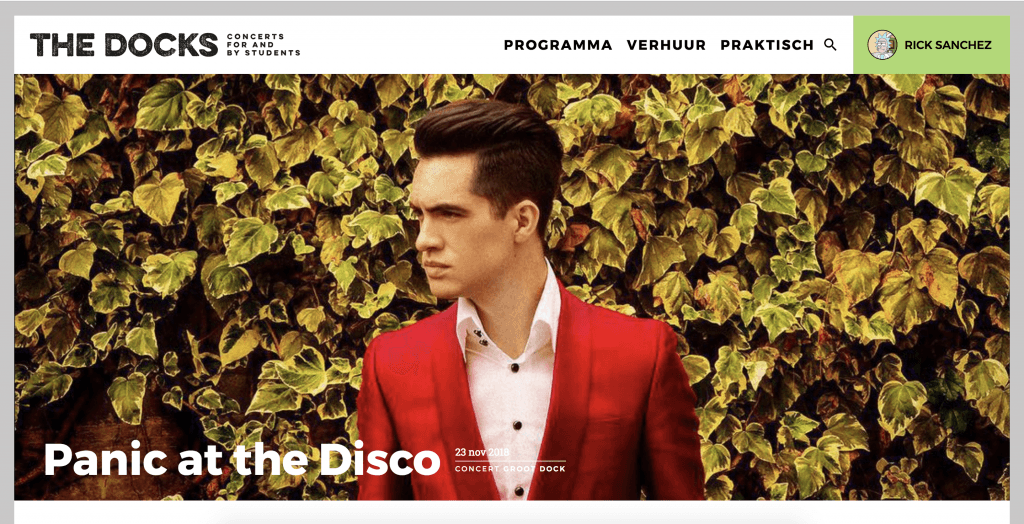 THE DOCKS
CONCERTS
FOR AND
BY STUDENTS
PROGRAMMA VERHUUR PRAKTISCH
RICK SANCHEZ
Panic at the Disco
23 nov 2018
CONCERT GROOT DOCK